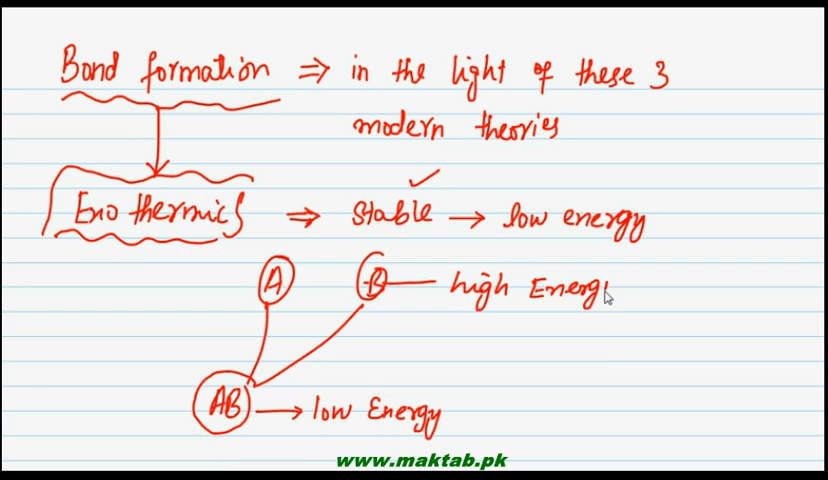 Bond formation ⇒ in the light of these 3
modern theories
Exothermic ⇒ Stable → low energy
A B high Energ
AB → low Energy
www.maktab.pk